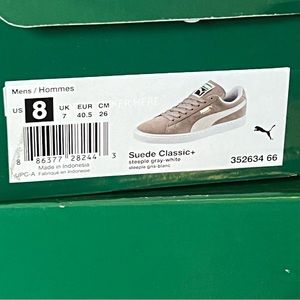 Mens / Hommes
US 8 UK 7 EUR 40.5 CM 26
8 86377 28244 3
UPC-A
Made in Indonesia
Fabriqué en Indonésie
Suede Classic+
steeple gray-white
steeple gris-blanc
352634 66